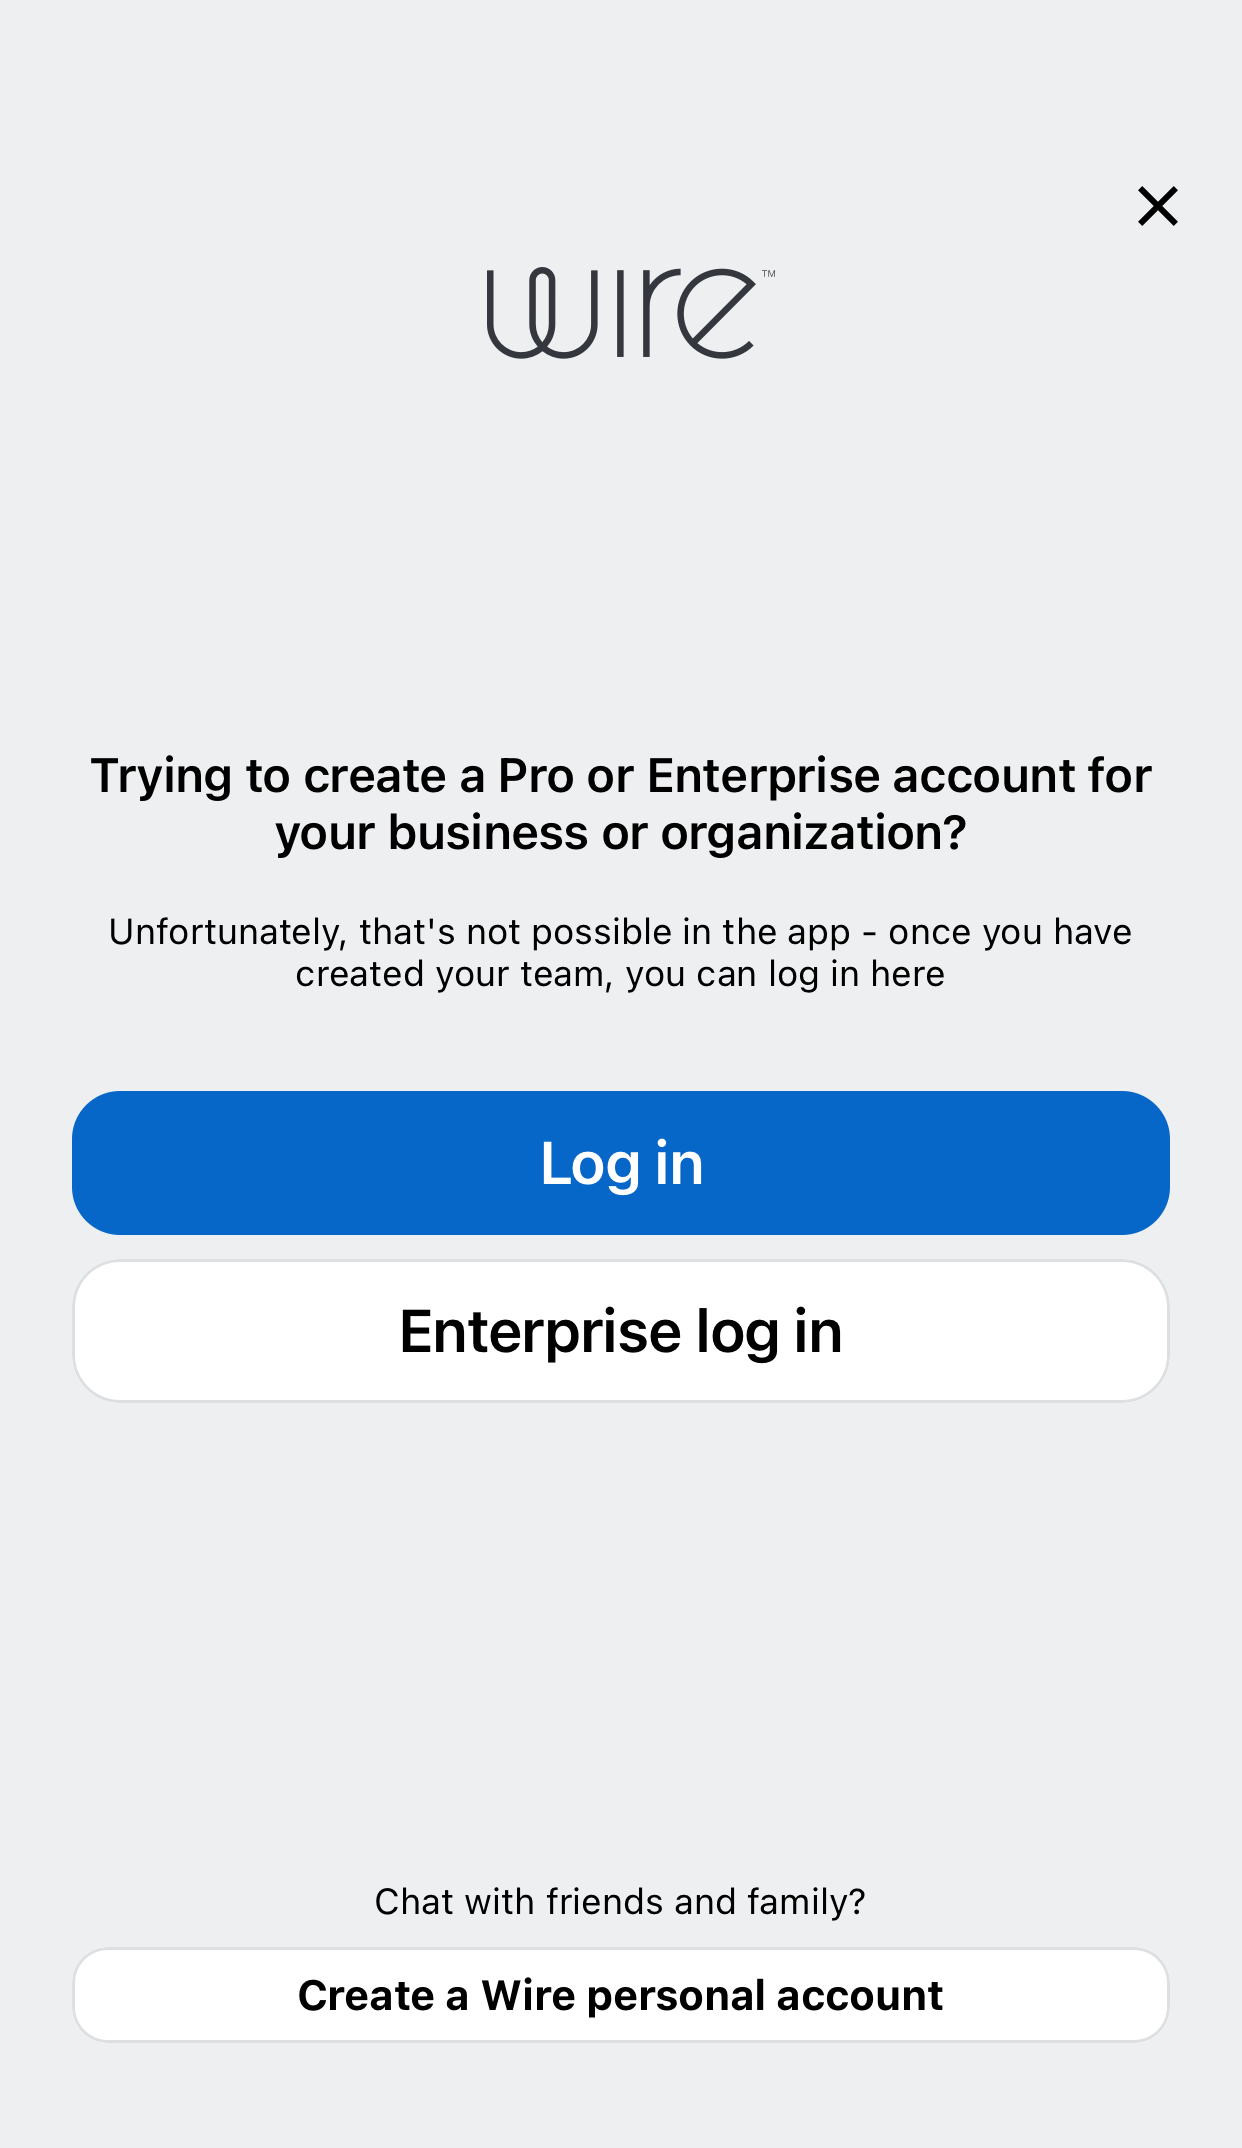 wire™
Trying to create a Pro or Enterprise account for
your business or organization?
Unfortunately, that's not possible in the app - once you have
created your team, you can log in here
Log in
Enterprise log in
Chat with friends and family?
Create a Wire personal account